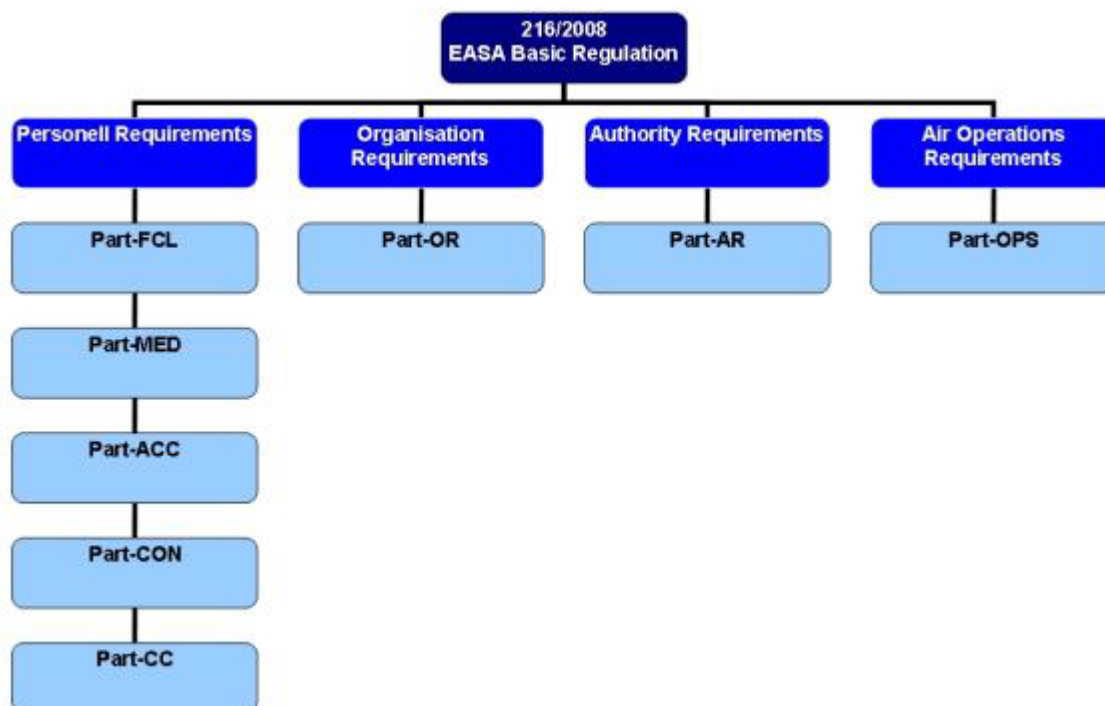 216/2008
EASA Basic Regulation
Personell Requirements
Organisation
Requirements
Authority Requirements
Air Operations
Requirements
Part-FCL
Part-OR
Part-AR
Part-OPS
Part-MED
Part-ACC
Part-CON
Part-CC